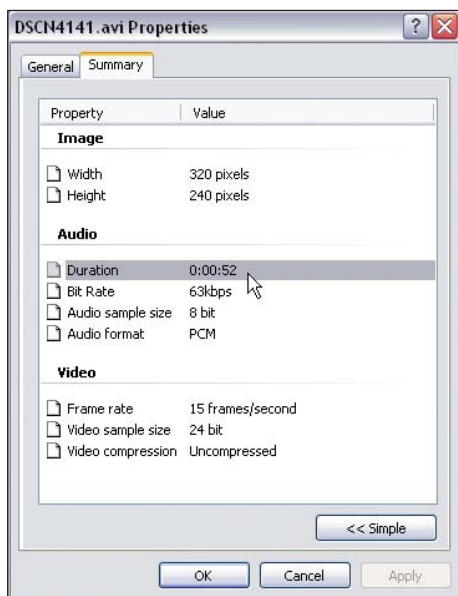 DSCN4141.avi Properties
General Summary
Property Value
Image
Width 320 pixels
Height 240 pixels
Audio
Duration 0:00:52
Bit Rate 63kbps
Audio sample size 8 bit
Audio format PCM
Video
Frame rate 15 frames/second
Video sample size 24 bit
Video compression Uncompressed
<< Simple
OK Cancel Apply